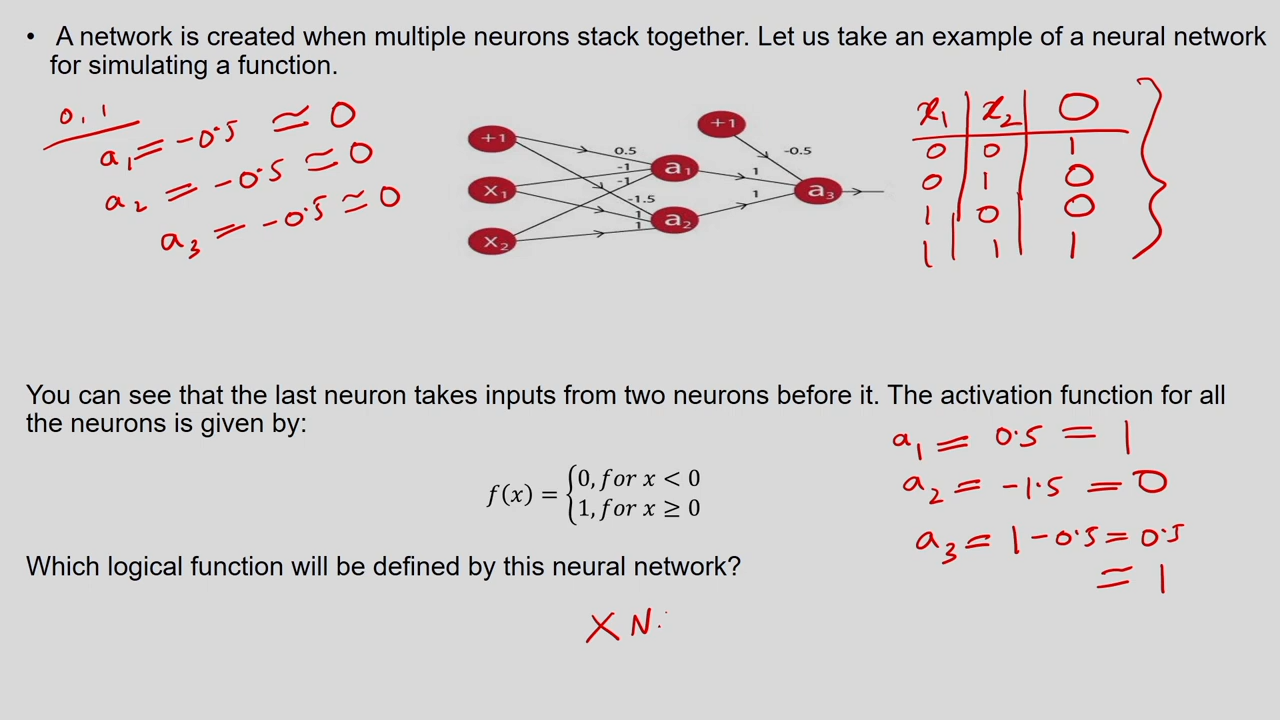 • A network is created when multiple neurons stack together. Let us take an example of a neural network
for simulating a function.
0, 1
a₁ = -0.5 ≃ 0
a₂ = -0.5 ≃ 0
a₃ = -0.5 ≃ 0
+1
+1
x₁
x₂
a₁
a₂
a₃
0.5
-1
-1
-1.5
1
1
-0.5
1
1
x₁ | x₂ | O
0 | 0 | 1
0 | 1 | 0
1 | 0 | 0
1 | 1 | 1
You can see that the last neuron takes inputs from two neurons before it. The activation function for all
the neurons is given by:
f(x) = {0, for x < 0
{1, for x ≥ 0
a₁ = 0.5 = 1
a₂ = -1.5 = 0
a₃ = 1 - 0.5 = 0.5
= 1
Which logical function will be defined by this neural network?
XN